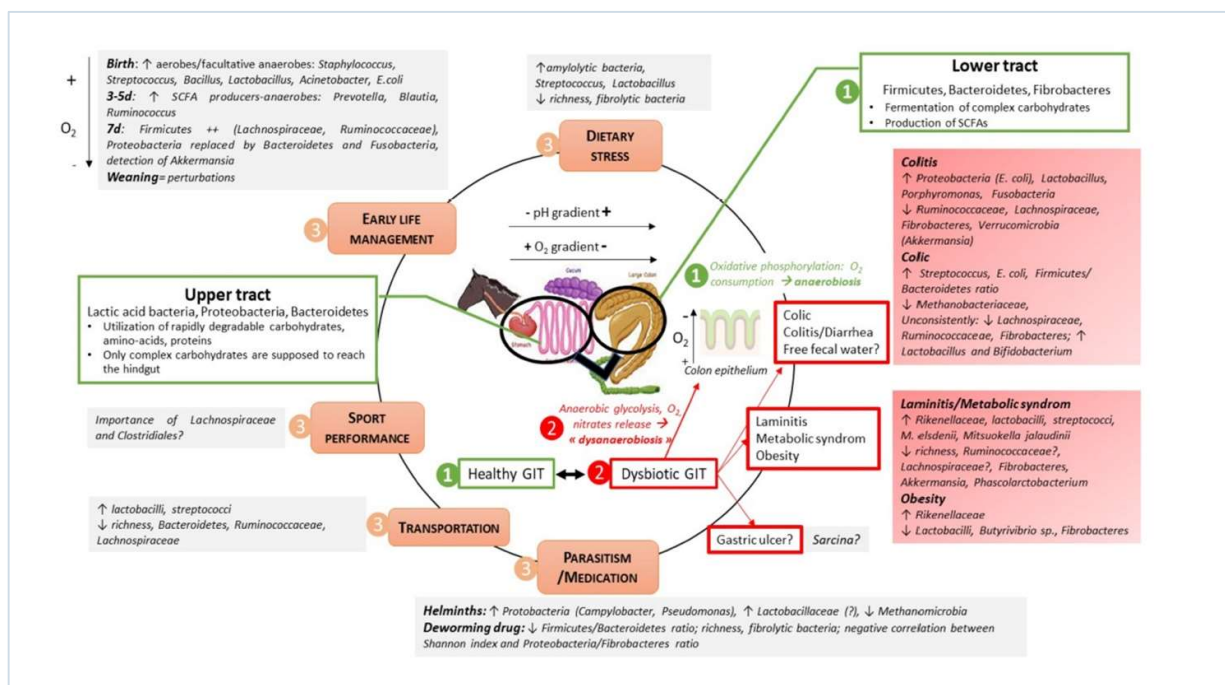 +
O2
-
Birth: ↑ aerobes/facultative anaerobes: Staphylococcus,
Streptococcus, Bacillus, Lactobacillus, Acinetobacter, E.coli
3-5d: ↑ SCFA producers-anaerobes: Prevotella, Blautia,
Ruminococcus
7d: Firmicutes ++ (Lachnospiraceae, Ruminococcaceae),
Proteobacteria replaced by Bacteroidetes and Fusobacteria,
detection of Akkermansia
Weaning= perturbations
↑amylolytic bacteria,
Streptococcus, Lactobacillus
↓ richness, fibrolytic bacteria
1
Lower tract
Firmicutes, Bacteroidetes, Fibrobacteres
• Fermentation of complex carbohydrates
• Production of SCFAs
3
DIETARY
STRESS
3
EARLY LIFE
MANAGEMENT
- pH gradient +
+ O2 gradient -
Cecum
Large Colon
Stomach
Upper tract
Lactic acid bacteria, Proteobacteria, Bacteroidetes
• Utilization of rapidly degradable carbohydrates,
amino-acids, proteins
• Only complex carbohydrates are supposed to reach
the hindgut
1
Oxidative phosphorylation: O2
consumption → anaerobiosis
-
O2
+
Colon epithelium
Colic
Colitis/Diarrhea
Free fecal water?
Colitis
↑ Proteobacteria (E. coli), Lactobacillus,
Porphyromonas, Fusobacteria
↓ Ruminococcaceae, Lachnospiraceae,
Fibrobacteres, Verrucomicrobia
(Akkermansia)
Colic
↑ Streptococcus, E. coli, Firmicutes/
Bacteroidetes ratio
↓ Methanobacteriaceae,
Unconsistently: ↓ Lachnospiraceae,
Ruminococcaceae, Fibrobacteres; ↑
Lactobacillus and Bifidobacterium
Importance of Lachnospiraceae
and Clostridiales?
3
SPORT
PERFORMANCE
2
Anaerobic glycolysis, O2,
nitrates release →
« dysanaerobiosis »
Laminitis
Metabolic syndrom
Obesity
1
Healthy GIT
2
Dysbiotic GIT
Laminitis/Metabolic syndrom
↑ Rikenellaceae, lactobacilli, streptococci,
M. elsdenii, Mitsuokella jalaudinii
↓ richness, Ruminococcaceae?,
Lachnospiraceae?, Fibrobacteres,
Akkermansia, Phascolarctobacterium
Obesity
↑ Rikenellaceae
↓ Lactobacilli, Butyrivibrio sp., Fibrobacteres
↑ lactobacilli, streptococci
↓ richness, Bacteroidetes, Ruminococcaceae,
Lachnospiraceae
3
TRANSPORTATION
Gastric ulcer?
Sarcina?
3
PARASITISM
/MEDICATION
Helminths: ↑ Protobacteria (Campylobacter, Pseudomonas), ↑ Lactobacillaceae (?), ↓ Methanomicrobia
Deworming drug: ↓ Firmicutes/Bacteroidetes ratio; richness, fibrolytic bacteria; negative correlation between
Shannon index and Proteobacteria/Fibrobacteres ratio